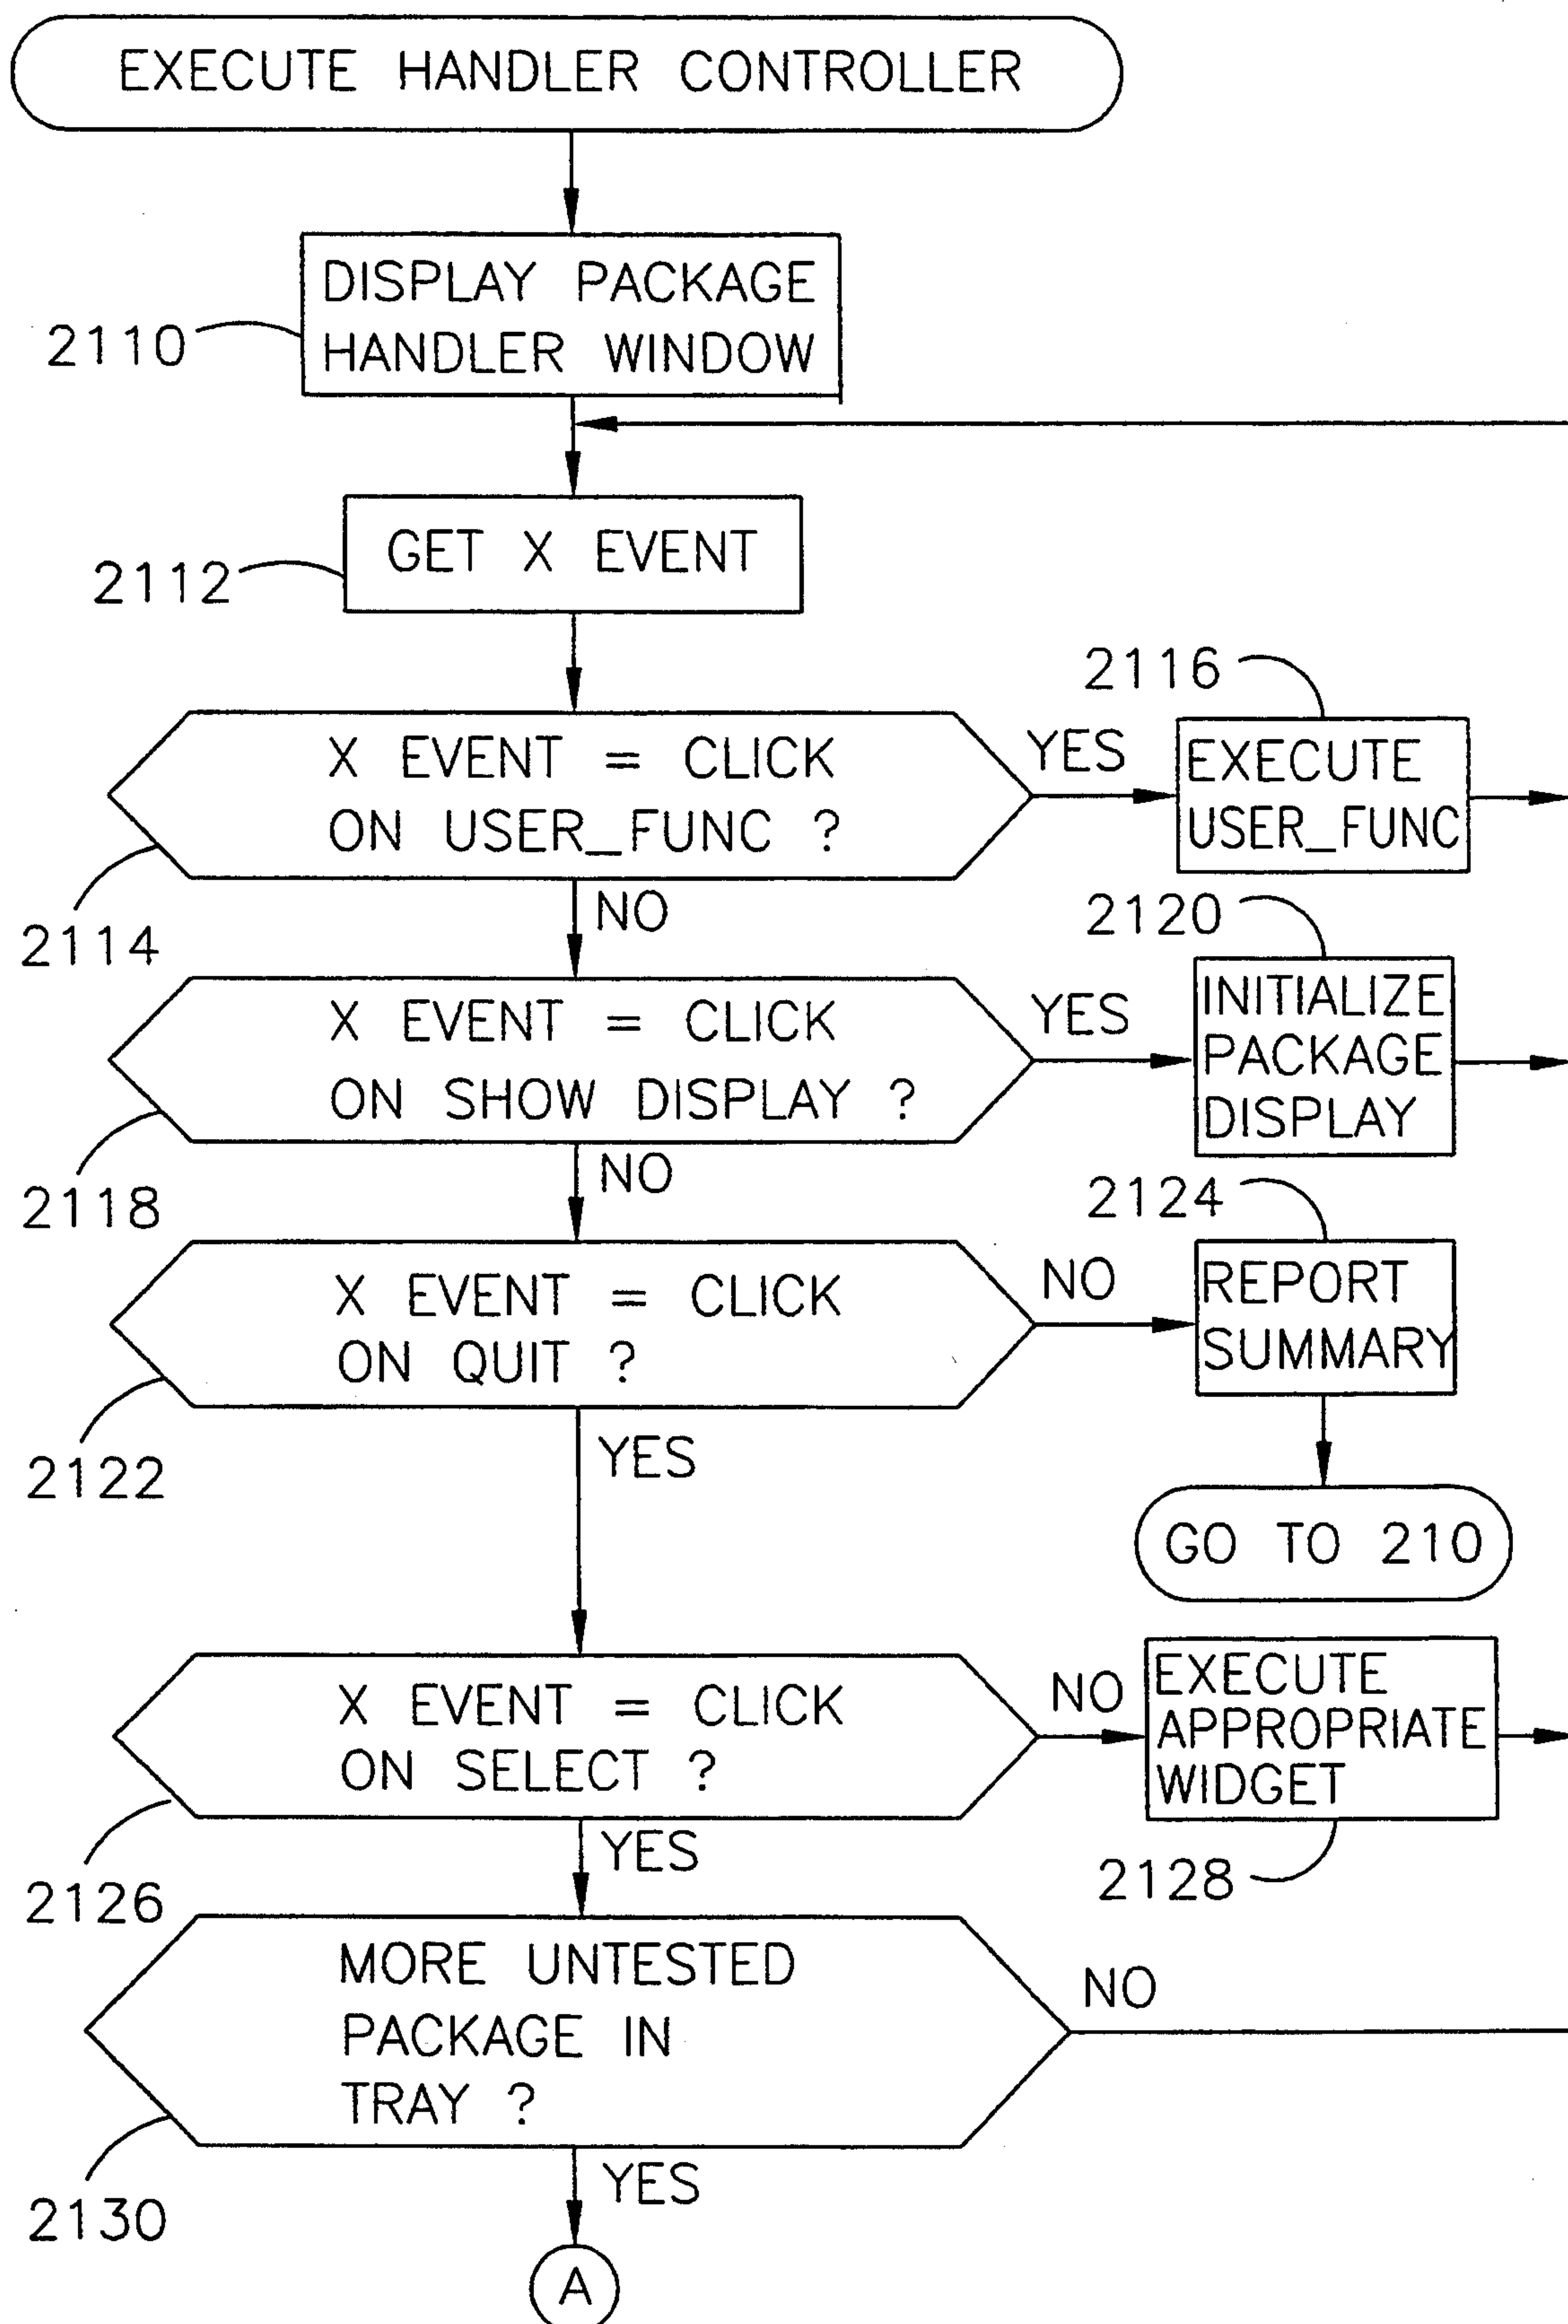 EXECUTE HANDLER CONTROLLER
DISPLAY PACKAGE
HANDLER WINDOW
2110
GET X EVENT
2112
2116
X EVENT = CLICK
ON USER_FUNC ?
YES
EXECUTE
USER_FUNC
2114
NO
2120
X EVENT = CLICK
ON SHOW DISPLAY ?
YES
INITIALIZE
PACKAGE
DISPLAY
2118
NO
2124
X EVENT = CLICK
ON QUIT ?
NO
REPORT
SUMMARY
2122
YES
GO TO 210
X EVENT = CLICK
ON SELECT ?
NO
EXECUTE
APPROPRIATE
WIDGET
2126
YES
2128
MORE UNTESTED
PACKAGE IN
TRAY ?
NO
2130
YES
A